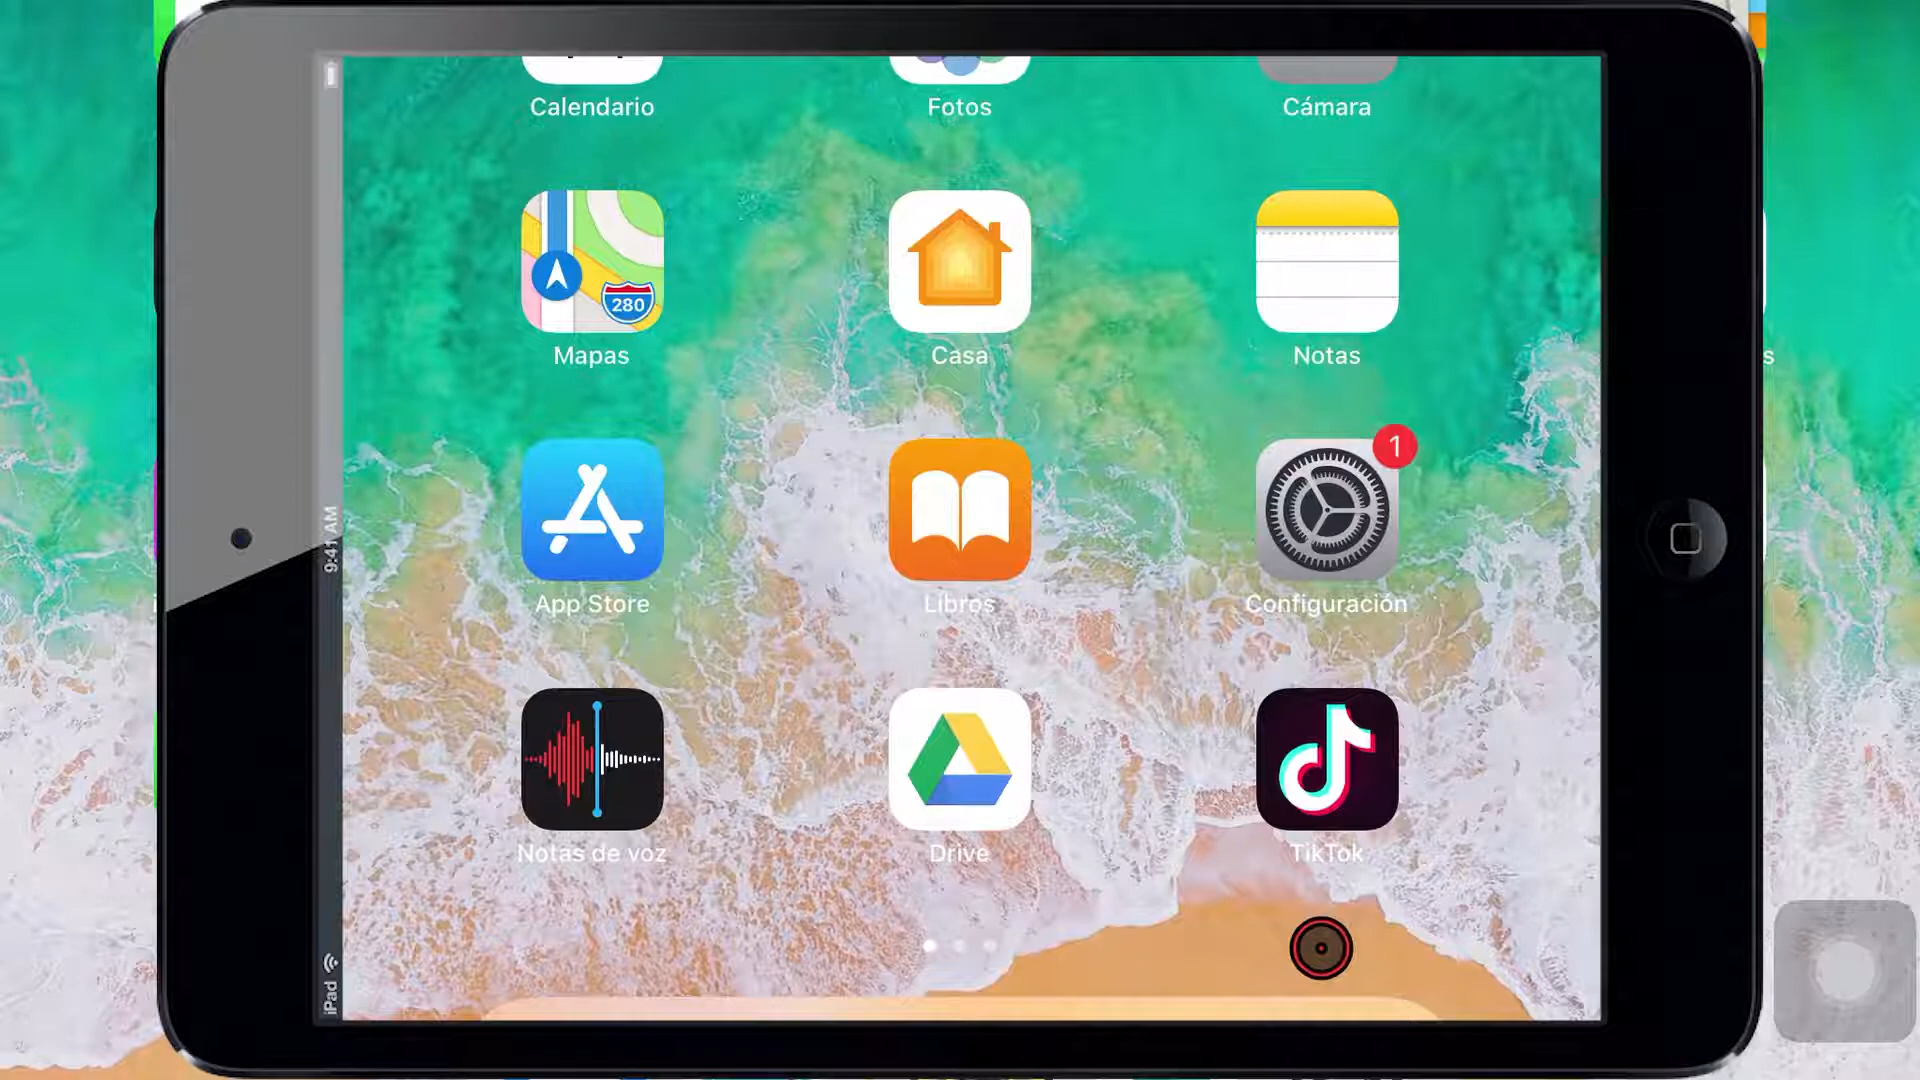 Calendario
Fotos
Cámara
280
Mapas
Casa
Notas
s
1
App Store
Libros
Configuración
9:41 AM
Notas de voz
Drive
TikTok
iPad